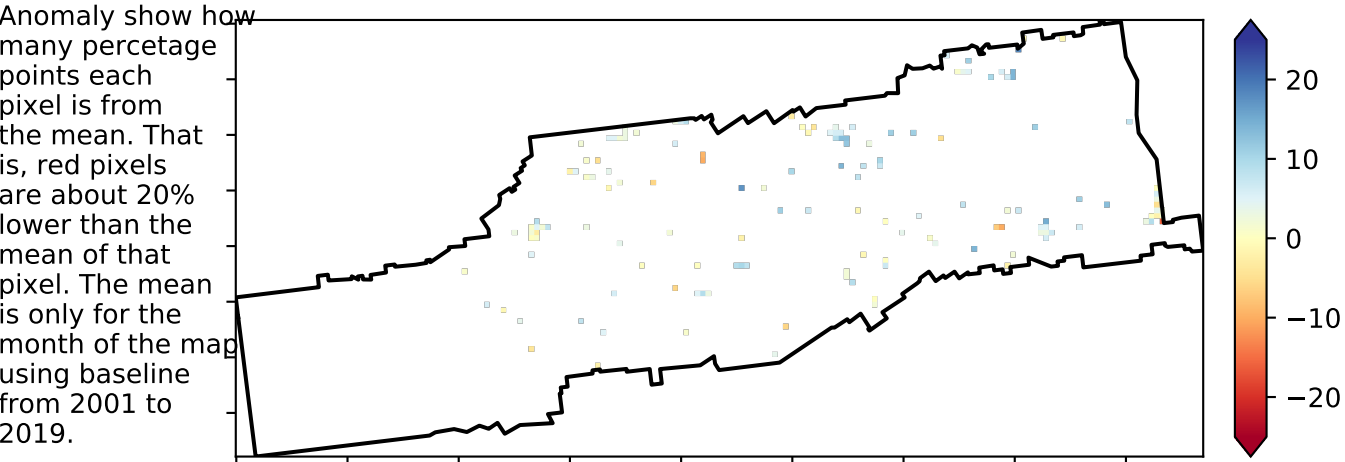 Anomaly show how
many percetage
points each
pixel is from
the mean. That
is, red pixels
are about 20%
lower than the
mean of that
pixel. The mean
is only for the
month of the map
using baseline
from 2001 to
2019.
20
10
0
−10
−20